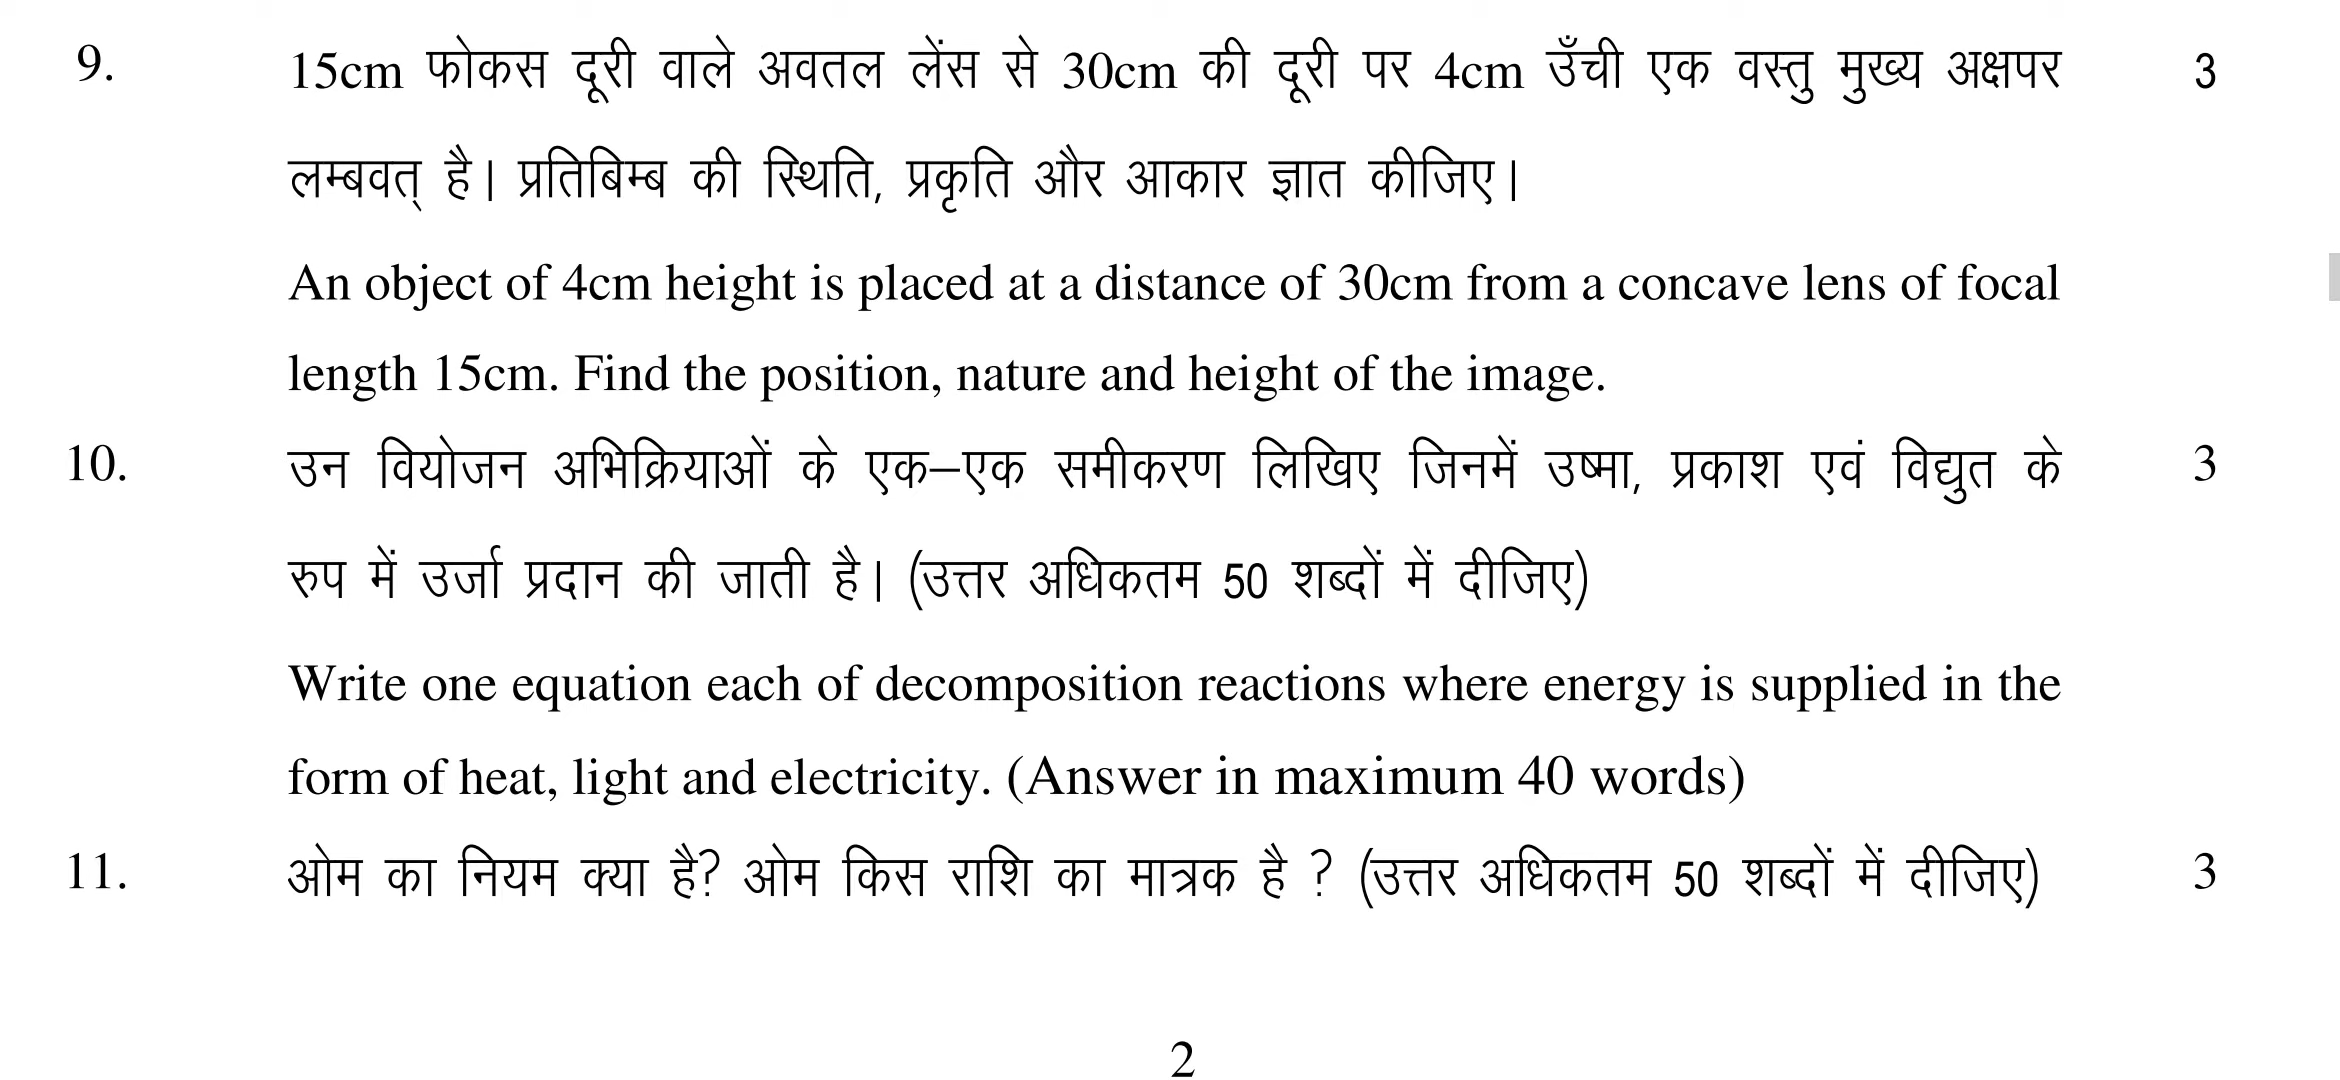 9. 15cm फोकस दूरी वाले अवतल लेंस से 30cm की दूरी पर 4cm उँची एक वस्तु मुख्य अक्षपर 3
लम्बवत् है। प्रतिबिम्ब की स्थिति, प्रकृति और आकार ज्ञात कीजिए।
An object of 4cm height is placed at a distance of 30cm from a concave lens of focal
length 15cm. Find the position, nature and height of the image.
10. उन वियोजन अभिक्रियाओं के एक–एक समीकरण लिखिए जिनमें उष्मा, प्रकाश एवं विद्युत के 3
रुप में उर्जा प्रदान की जाती है। (उत्तर अधिकतम 50 शब्दों में दीजिए)
Write one equation each of decomposition reactions where energy is supplied in the
form of heat, light and electricity. (Answer in maximum 40 words)
11. ओम का नियम क्या है? ओम किस राशि का मात्रक है ? (उत्तर अधिकतम 50 शब्दों में दीजिए) 3
2